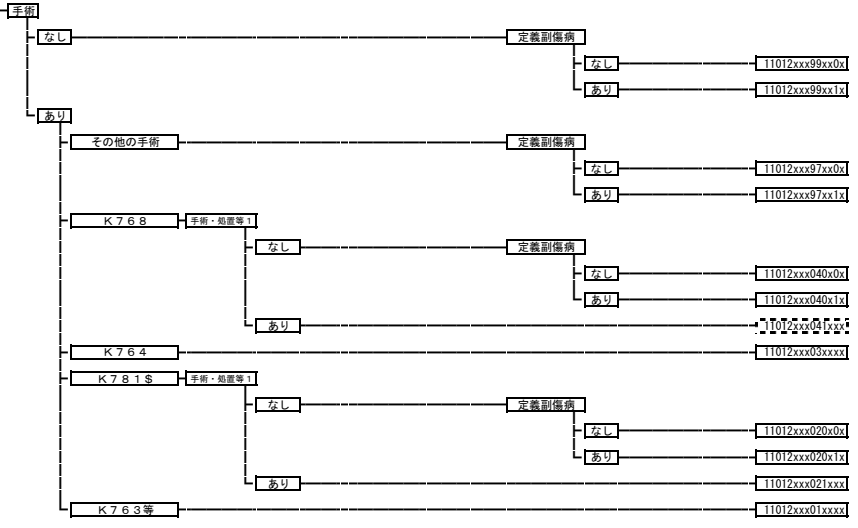 手術
なし 定義副傷病
なし 11012xxx99xx0x
あり 11012xxx99xx1x
あり
その他の手術 定義副傷病
なし 11012xxx97xx0x
あり 11012xxx97xx1x
K768 手術・処置等1
なし 定義副傷病
なし 11012xxx040x0x
あり 11012xxx040x1x
あり 11012xxx041xxx
K764 11012xxx03xxxx
K781$ 手術・処置等1
なし 定義副傷病
なし 11012xxx020x0x
あり 11012xxx020x1x
あり 11012xxx021xxx
K763等 11012xxx01xxxx